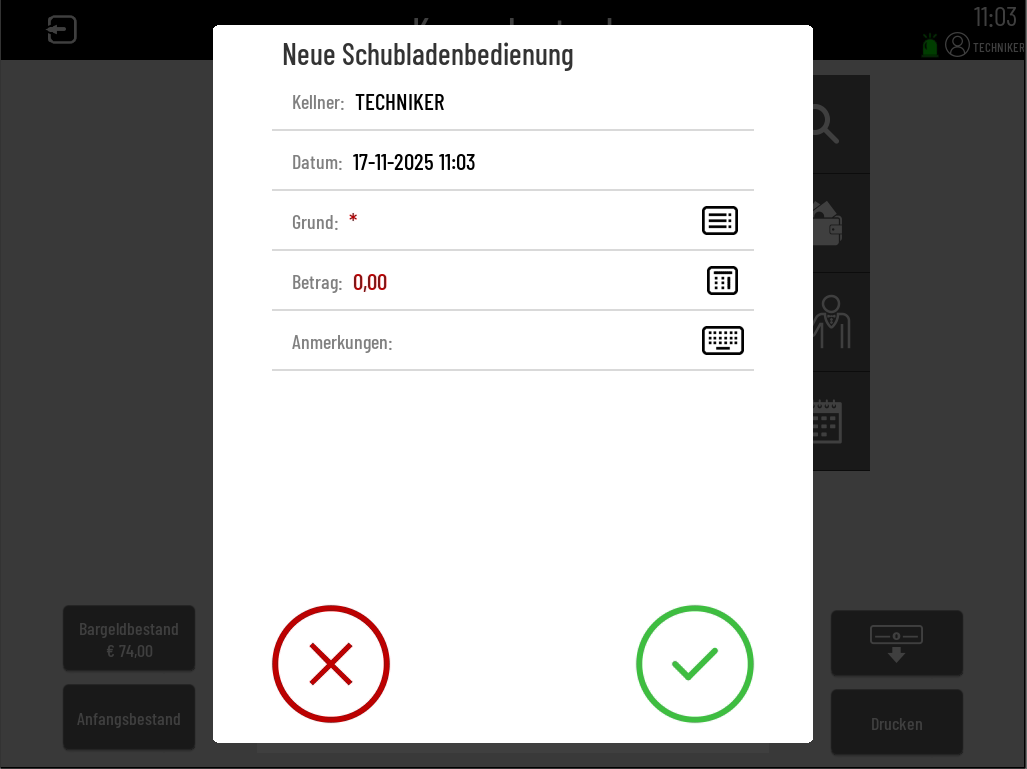 11:03
TECHNIKER
Neue Schubladenbedienung
Kellner: TECHNIKER
Datum: 17-11-2025 11:03
Grund: *
Betrag: 0,00
Anmerkungen:
Bargeldbestand
€ 74,00
Anfangsbestand
Drucken